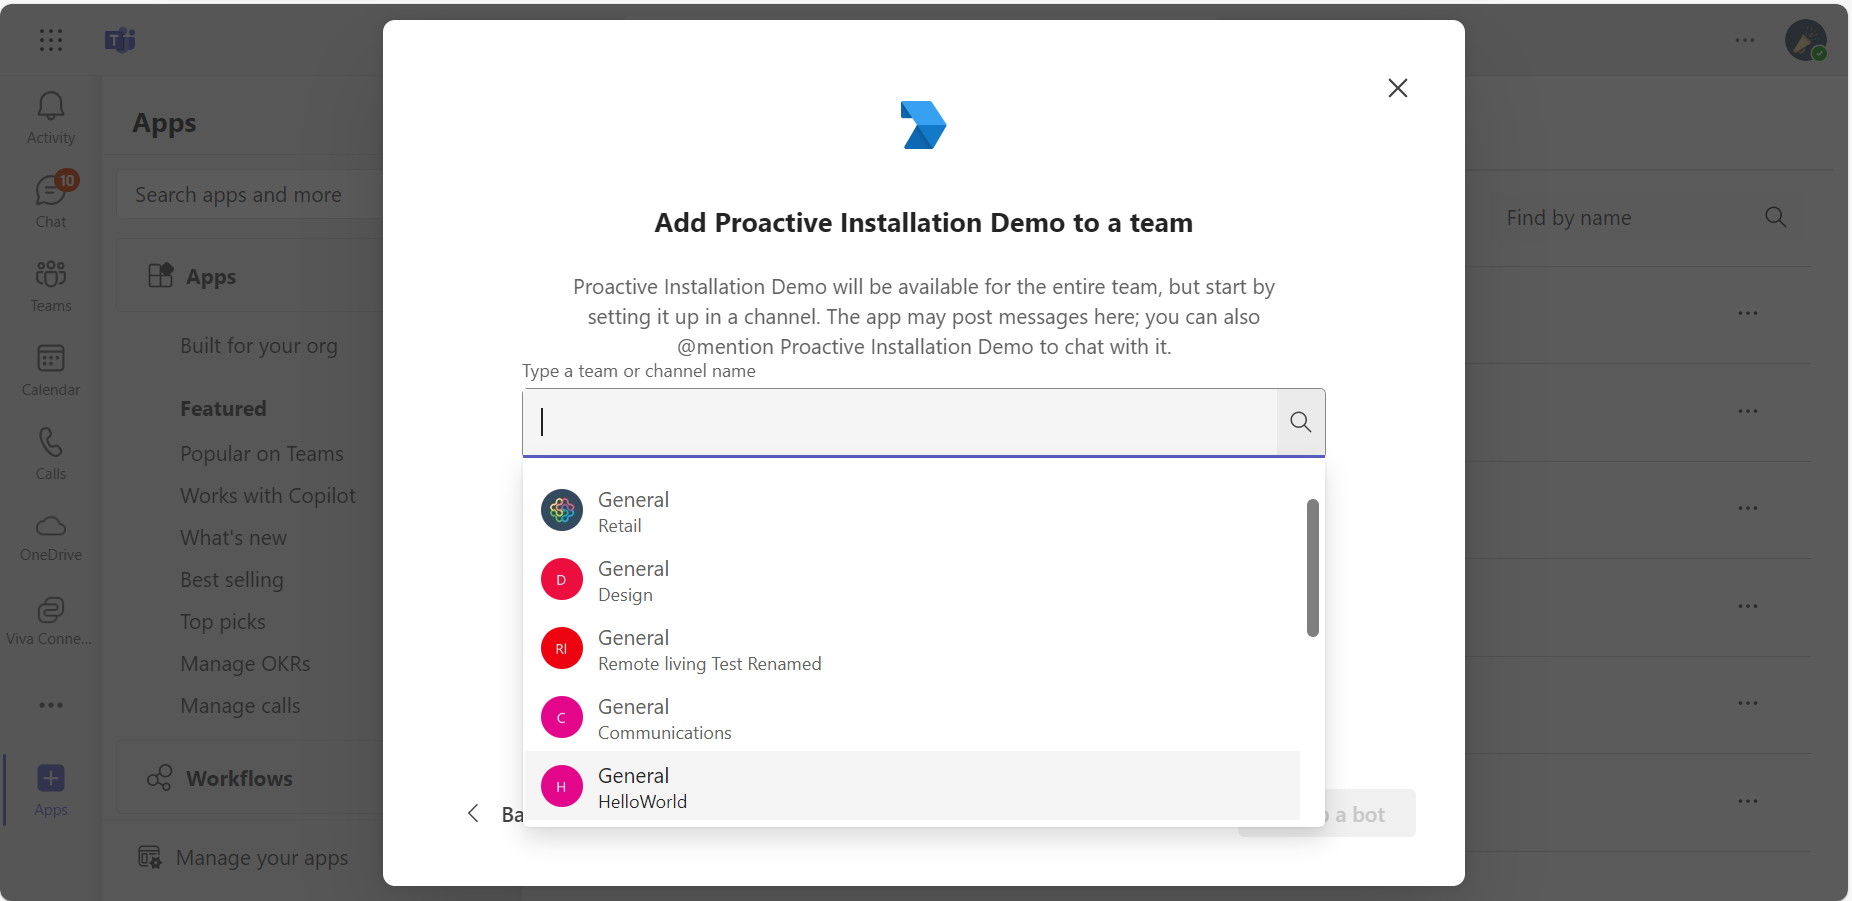 Activity
Chat
10
Teams
Calendar
Calls
OneDrive
Viva Conne...
Apps
Apps
Search apps and more
Apps
Built for your org
Featured
Popular on Teams
Works with Copilot
What's new
Best selling
Top picks
Manage OKRs
Manage calls
Workflows
Manage your apps
Add Proactive Installation Demo to a team
Proactive Installation Demo will be available for the entire team, but start by
setting it up in a channel. The app may post messages here; you can also
@mention Proactive Installation Demo to chat with it.
Type a team or channel name
General
Retail
D
General
Design
Rl
General
Remote living Test Renamed
C
General
Communications
H
General
HelloWorld
a bot
Find by name